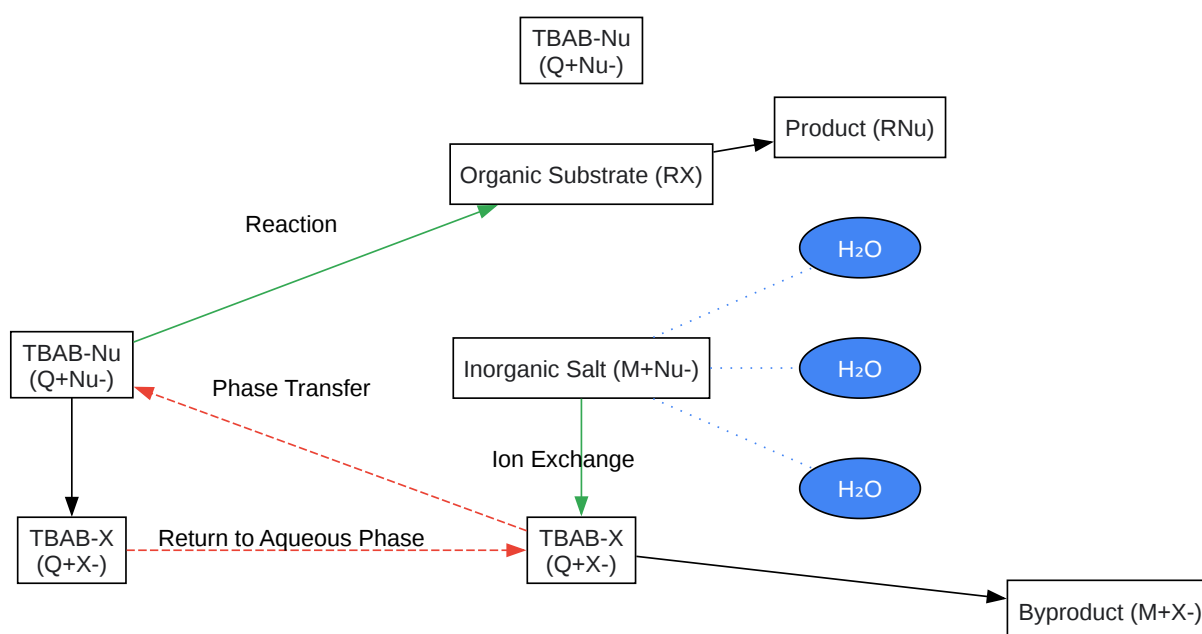 TBAB-Nu
(Q+Nu-)
Product (RNu)
Organic Substrate (RX)
Reaction
H₂O
TBAB-Nu
(Q+Nu-)
Inorganic Salt (M+Nu-)
H₂O
Phase Transfer
Ion Exchange
H₂O
TBAB-X
(Q+X-)
Return to Aqueous Phase
TBAB-X
(Q+X-)
Byproduct (M+X-)